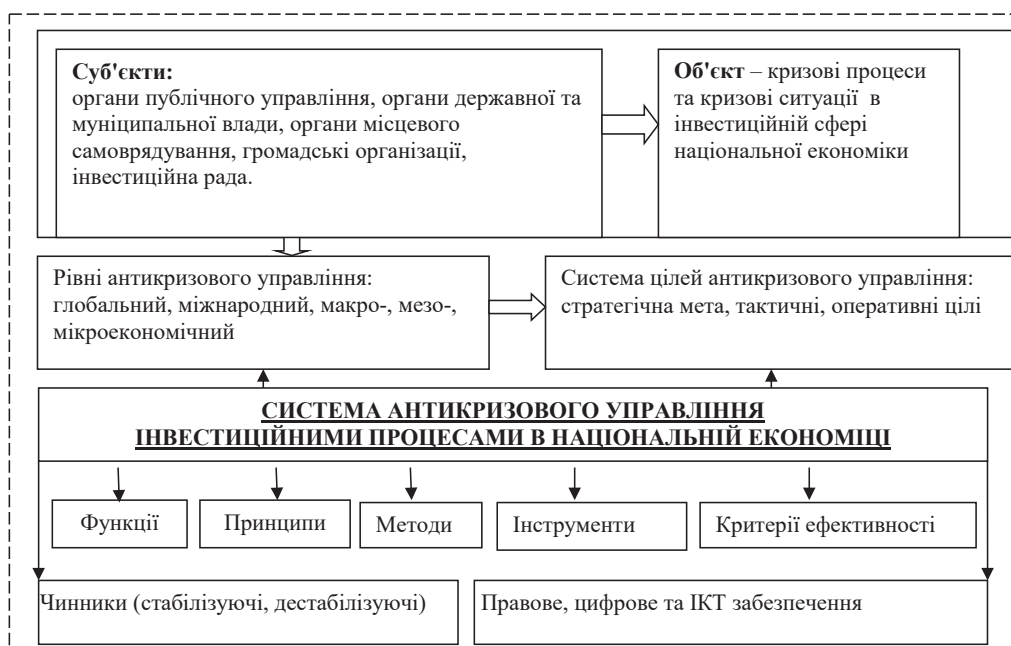 Суб'єкти:
органи публічного управління, органи державної та
муніципальної влади, органи місцевого
самоврядування, громадські організації,
інвестиційна рада.
Об'єкт – кризові процеси
та кризові ситуації в
інвестиційній сфері
національної економіки
Рівні антикризового управління:
глобальний, міжнародний, макро-, мезо-,
мікроекономічний
Система цілей антикризового управління:
стратегічна мета, тактичні, оперативні цілі
СИСТЕМА АНТИКРИЗОВОГО УПРАВЛІННЯ
ІНВЕСТИЦІЙНИМИ ПРОЦЕСАМИ В НАЦІОНАЛЬНІЙ ЕКОНОМІЦІ
Функції
Принципи
Методи
Інструменти
Критерії ефективності
Чинники (стабілізуючі, дестабілізуючі)
Правове, цифрове та ІКТ забезпечення